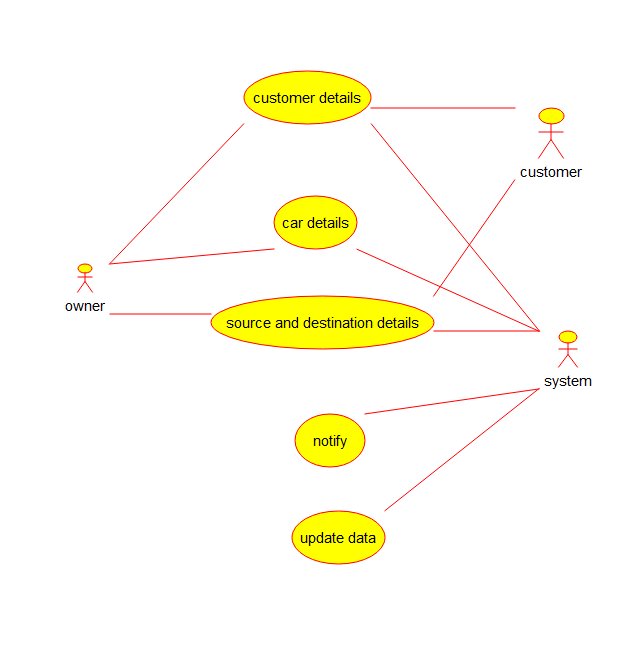 customer details
customer
car details
owner
source and destination details
system
notify
update data